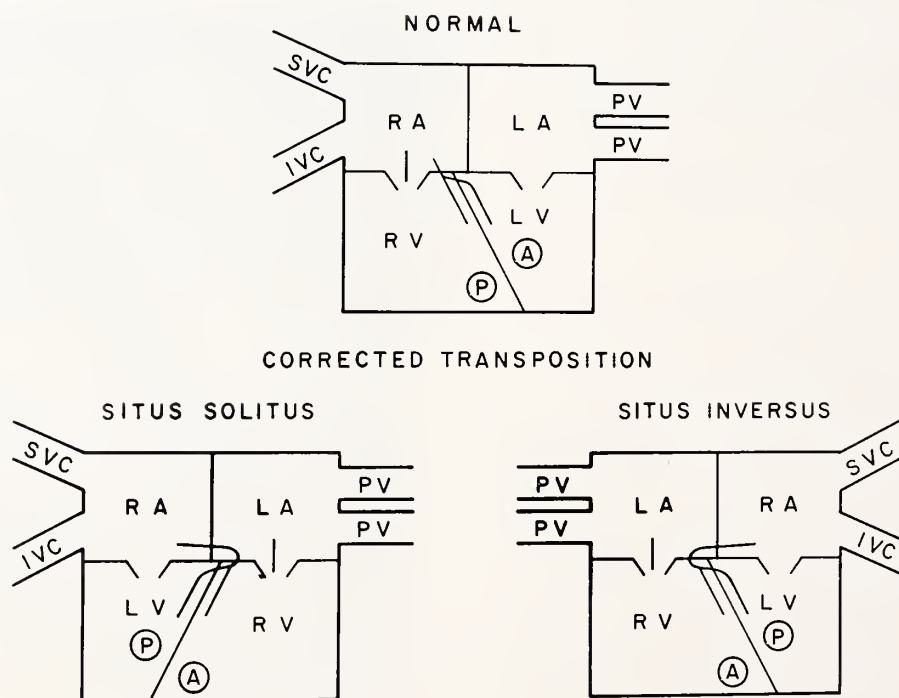 NORMAL
SVC
RA
LA
PV
PV
IVC
RV
LV
A
P
CORRECTED TRANSPOSITION
SITUS SOLITUS
SVC
RA
LA
PV
PV
IVC
LV
RV
P
A
SITUS INVERSUS
PV
PV
LA
RA
SVC
IVC
RV
LV
P
A